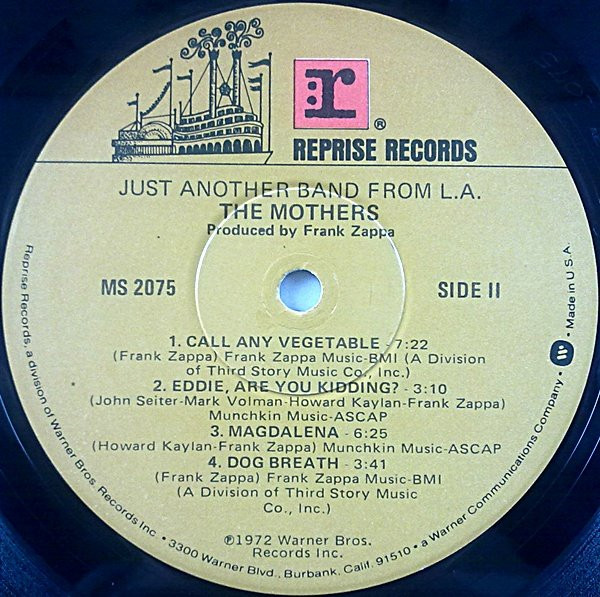 r
®
REPRISE RECORDS
JUST ANOTHER BAND FROM L.A.
THE MOTHERS
Produced by Frank Zappa
MS 2075
SIDE II
1. CALL ANY VEGETABLE - 7:22
(Frank Zappa) Frank Zappa Music-BMI (A Division
of Third Story Music Co., Inc.)
2. EDDIE, ARE YOU KIDDING? - 3:10
(John Seiter-Mark Volman-Howard Kaylan-Frank Zappa)
Munchkin Music-ASCAP
3. MAGDALENA - 6:25
(Howard Kaylan-Frank Zappa) Munchkin Music-ASCAP
4. DOG BREATH - 3:41
(Frank Zappa) Frank Zappa Music-BMI
(A Division of Third Story Music
Co., Inc.)
℗1972 Warner Bros.
Records Inc.
Reprise Records, a division of Warner Bros. Records Inc. • 3300 Warner Blvd., Burbank, Calif. 91510 • a Warner Communications Company • W • Made in U.S.A.